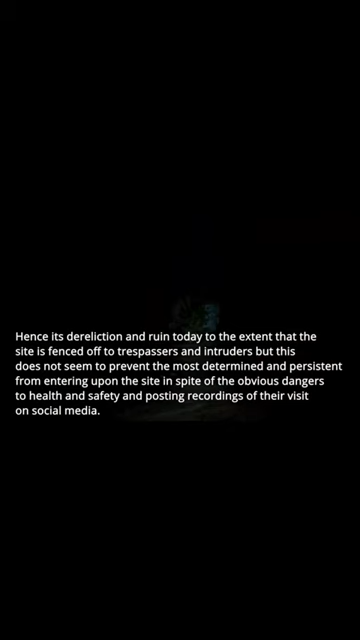 Hence its dereliction and ruin today to the extent that the
site is fenced off to trespassers and intruders but this
does not seem to prevent the most determined and persistent
from entering upon the site in spite of the obvious dangers
to health and safety and posting recordings of their visit
on social media.